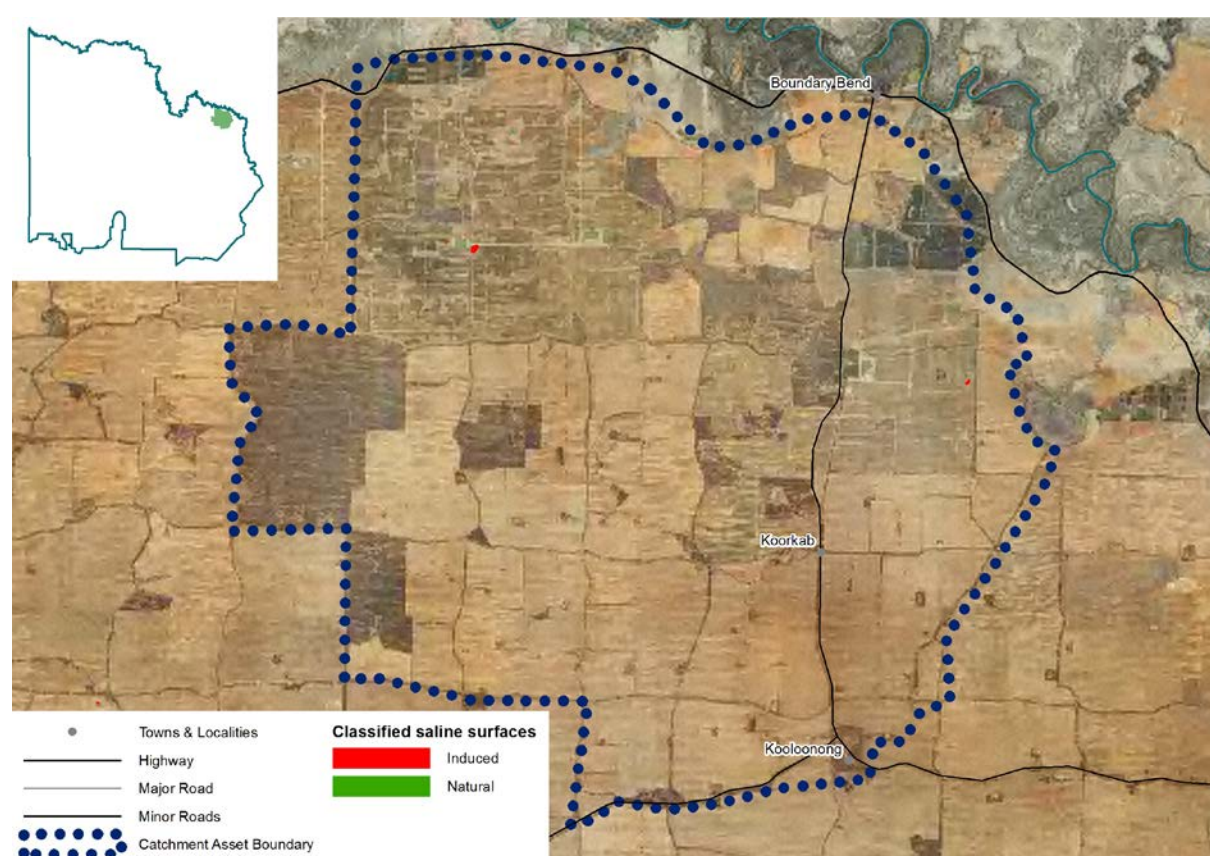 Boundary Bend
Koorkab
Kooloonong
Towns & Localities
Highway
Major Road
Minor Roads
Catchment Asset Boundary
Classified saline surfaces
Induced
Natural